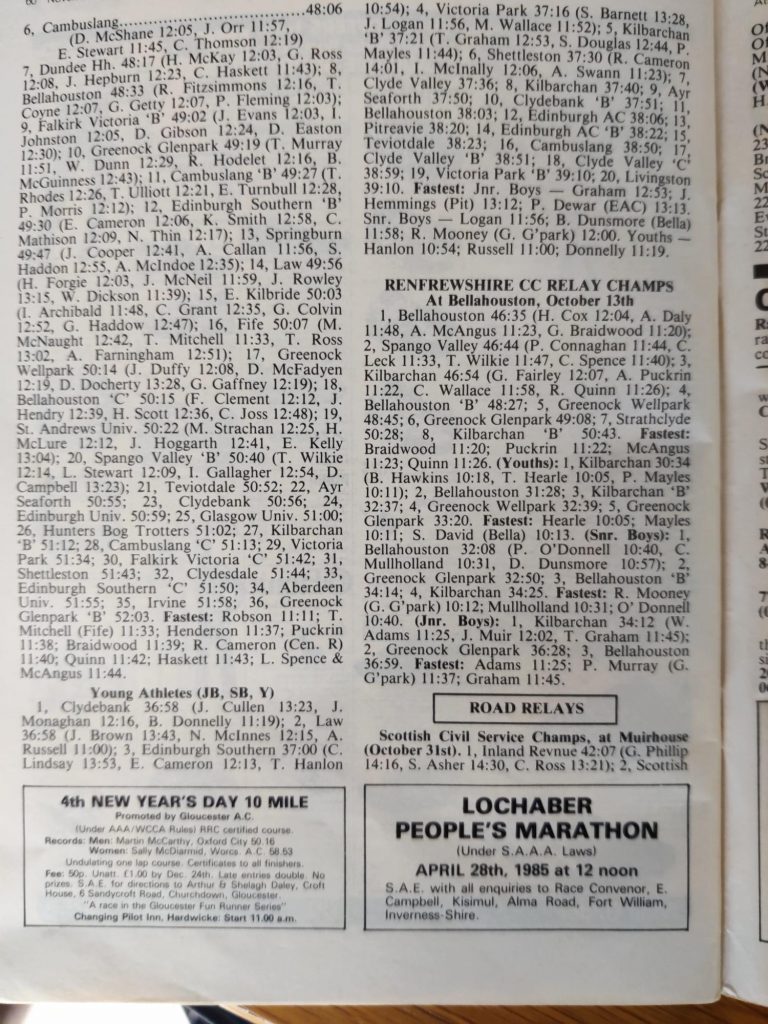 6, Cambuslang..............................48:06
(D. McShane 12:05, J. Orr 11:57,
E. Stewart 11:45, C. Thomson 12:19)
7, Dundee Hh. 48:17 (H. McKay 12:03, G. Ross
12:08, J. Hepburn 12:23, C. Haskett 11:43); 8,
Bellahouston 48:33 (R. Fitzsimmons 12:16, T.
Coyne 12:07, G. Getty 12:07, P. Fleming 12:03);
9, Falkirk Victoria 'B' 49:02 (J. Evans 12:03, I.
Johnston 12:05, D. Gibson 12:24, D. Easton
12:30); 10, Greenock Glenpark 49:19 (T. Murray
11:51, W. Dunn 12:29, R. Hodelet 12:16, B.
McGuinness 12:43); 11, Cambuslang 'B' 49:27 (T.
Rhodes 12:26, T. Ulliott 12:21, E. Turnbull 12:28,
P. Morris 12:12); 12, Edinburgh Southern 'B'
49:30 (E. Cameron 12:06, K. Smith 12:58, C.
Mathison 12:09, N. Thin 12:17); 13, Springburn
49:47 (J. Cooper 12:41, A. Callan 11:56, S.
Haddon 12:55, A. McIndoe 12:35); 14, Law 49:56
(H. Forgie 12:03, J. McNeil 11:59, J. Rowley
13:15, W. Dickson 11:39); 15, E. Kilbride 50:03
(I. Archibald 11:48, C. Grant 12:35, G. Colvin
12:52, G. Haddow 12:47); 16, Fife 50:07 (M.
McNaught 12:42, T. Mitchell 11:33, T. Ross
13:02, A. Farningham 12:51); 17, Greenock
Wellpark 50:14 (J. Duffy 12:08, D. McFadyen
12:19, D. Docherty 13:28, G. Gaffney 12:19); 18,
Bellahouston 'C' 50:15 (F. Clement 12:12, J.
Hendry 12:39, H. Scott 12:36, C. Joss 12:48); 19,
St. Andrews Univ. 50:22 (M. Strachan 12:25, H.
McLure 12:12, J. Hoggarth 12:41, E. Kelly
13:04); 20, Spango Valley 'B' 50:40 (T. Wilkie
12:14, L. Stewart 12:09, I. Gallagher 12:54, D.
Campbell 13:23); 21, Teviotdale 50:52; 22, Ayr
Seaforth 50:55; 23, Clydebank 50:56; 24,
Edinburgh Univ. 50:59; 25, Glasgow Univ. 51:00;
26, Hunters Bog Trotters 51:02; 27, Kilbarchan
'B' 51:12; 28, Cambuslang 'C' 51:13; 29, Victoria
Park 51:34; 30, Falkirk Victoria 'C' 51:42; 31,
Shettleston 51:43; 32, Clydesdale 51:44; 33,
Edinburgh Southern 'C' 51:50; 34, Aberdeen
Univ. 51:55; 35, Irvine 51:58; 36, Greenock
Glenpark 'B' 52:03. Fastest: Robson 11:11; T.
Mitchell (Fife) 11:33; Henderson 11:37; Puckrin
11:38; Braidwood 11:39; R. Cameron (Cen. R)
11:40; Quinn 11:42; Haskett 11:43; L. Spence &
McAngus 11:44.
Young Athletes (JB, SB, Y)
1, Clydebank 36:58 (J. Cullen 13:23, J.
Monaghan 12:16, B. Donnelly 11:19); 2, Law
36:58 (J. Brown 13:43, N. McInnes 12:15, A.
Russell 11:00); 3, Edinburgh Southern 37:00 (C.
Lindsay 13:53, E. Cameron 12:13, T. Hanlon
10:54); 4, Victoria Park 37:16 (S. Barnett 13:28,
J. Logan 11:56, M. Wallace 11:52); 5, Kilbarchan
'B' 37:21 (T. Graham 12:53, S. Douglas 12:44, P.
Mayles 11:44); 6, Shettleston 37:30 (R. Cameron
14:01, I. McInally 12:06, A. Swann 11:23); 7,
Clyde Valley 37:36; 8, Kilbarchan 37:40; 9, Ayr
Seaforth 37:50; 10, Clydebank 'B' 37:51; 11,
Bellahouston 38:03; 12, Edinburgh AC 38:06; 13,
Pitreavie 38:20; 14, Edinburgh AC 'B' 38:22; 15,
Teviotdale 38:23; 16, Cambuslang 38:50; 17,
Clyde Valley 'B' 38:51; 18, Clyde Valley 'C'
38:59; 19, Victoria Park 'B' 39:10; 20, Livingston
39:10. Fastest: Jnr. Boys — Graham 12:53; J.
Hemmings (Pit) 13:12; P. Dewar (EAC) 13:13.
Snr. Boys — Logan 11:56; B. Dunsmore (Bella)
11:58; R. Mooney (G. G'park) 12:00. Youths —
Hanlon 10:54; Russell 11:00; Donnelly 11:19.
RENFREWSHIRE CC RELAY CHAMPS
At Bellahouston, October 13th
1, Bellahouston 46:35 (H. Cox 12:04, A. Daly
11:48, A. McAngus 11:23, G. Braidwood 11:20);
2, Spango Valley 46:44 (P. Connaghan 11:44, C.
Leck 11:33, T. Wilkie 11:47, C. Spence 11:40); 3,
Kilbarchan 46:54 (G. Fairley 12:07, A. Puckrin
11:22, C. Wallace 11:58, R. Quinn 11:26); 4,
Bellahouston 'B' 48:27; 5, Greenock Wellpark
48:45; 6, Greenock Glenpark 49:08; 7, Strathclyde
50:28; 8, Kilbarchan 'B' 50:43. Fastest:
Braidwood 11:20; Puckrin 11:22; McAngus
11:23; Quinn 11:26. (Youths): 1, Kilbarchan 30:34
(B. Hawkins 10:18, T. Hearle 10:05, P. Mayles
10:11); 2, Bellahouston 31:28; 3, Kilbarchan 'B'
32:37; 4, Greenock Wellpark 32:39; 5, Greenock
Glenpark 33:20. Fastest: Hearle 10:05; Mayles
10:11; S. David (Bella) 10:13. (Snr. Boys): 1,
Bellahouston 32:08 (P. O'Donnell 10:40, C.
Mullholland 10:31, D. Dunsmore 10:57); 2,
Greenock Glenpark 32:50; 3, Bellahouston 'B'
34:14; 4, Kilbarchan 34:25. Fastest: R. Mooney
(G. G'park) 10:12; Mullholland 10:31; O' Donnell
10:40. (Jnr. Boys): 1, Kilbarchan 34:12 (W.
Adams 11:25, J. Muir 12:02, T. Graham 11:45);
2, Greenock Glenpark 36:28; 3, Bellahouston
36:59. Fastest: Adams 11:25; P. Murray (G.
G'park) 11:37; Graham 11:45.
ROAD RELAYS
Scottish Civil Service Champs, at Muirhouse
(October 31st). 1, Inland Revnue 42:07 (G. Phillip
14:16, S. Asher 14:30, C. Ross 13:21); 2, Scottish
4th NEW YEAR'S DAY 10 MILE
Promoted by Gloucester A.C.
(Under AAA/WCCA Rules) RRC certified course.
Records: Men: Martin McCarthy, Oxford City 50.16
Women: Sally McDiarmid, Worcs. A.C. 58.53
Undulating one lap course. Certificates to all finishers.
Fee: 50p. Unatt. £1.00 by Dec. 24th. Late entries double. No
prizes. S.A.E. for directions to Arthur & Shelagh Daley, Croft
House, 6 Sandycroft Road, Churchdown, Gloucester.
"A race in the Gloucester Fun Runner Series"
Changing Pilot Inn, Hardwicke: Start 11.00 a.m.
LOCHABER
PEOPLE'S MARATHON
(Under S.A.A.A. Laws)
APRIL 28th, 1985 at 12 noon
S.A.E. with all enquiries to Race Convenor, E.
Campbell, Kisimul, Alma Road, Fort William,
Inverness-Shire.